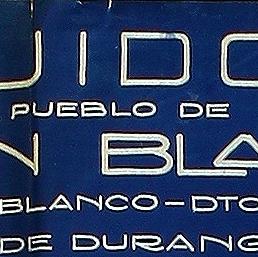 UIDO
PUEBLO DE
N BLA
BLANCO-DTO
DE DURANG